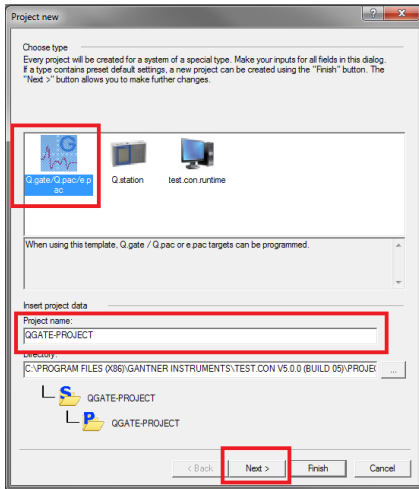 Project new
Choose type
Every project will be created for a system of a special type. Make your inputs for all fields in this dialog.
If a type contains preset default settings, a new project can be created using the "Finish" button. The
"Next >" button allows you to make further changes.
Q.gate/Q.pac/e.p
ac
Q.station
test.con.runtime
When using this template, Q.gate / Q.pac or e.pac targets can be programmed.
Insert project data
Project name:
QGATE-PROJECT
Directory:
C:\PROGRAM FILES (X86)\GANTNER INSTRUMENTS\TEST.CON V5.0.0 (BUILD 05)\PROJEC
...
S QGATE-PROJECT
P QGATE-PROJECT
< Back
Next >
Finish
Cancel